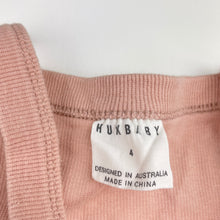 HUXBABY
4
DESIGNED IN AUSTRALIA
MADE IN CHINA